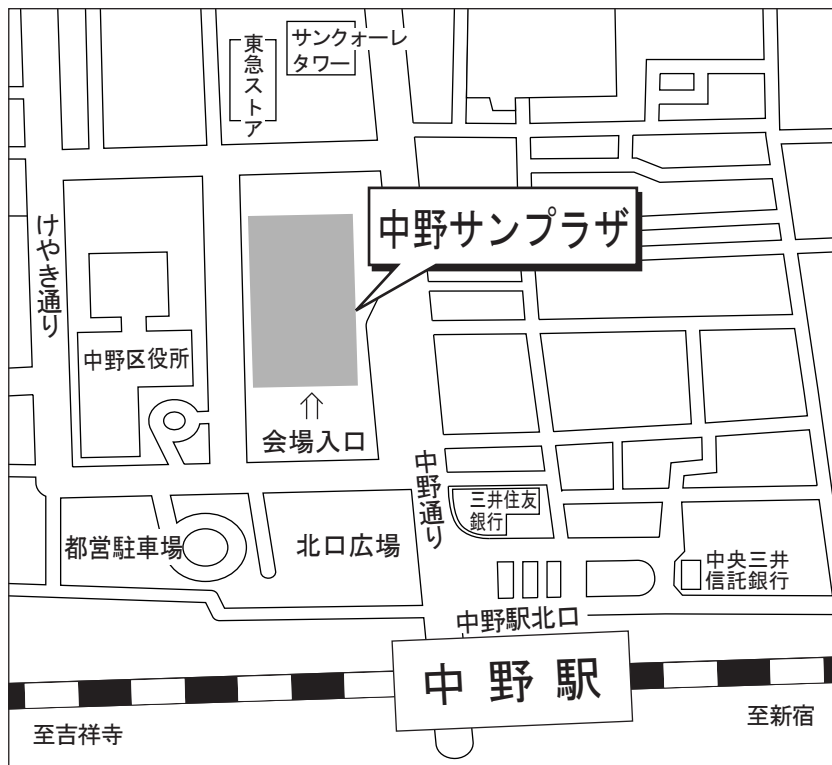 サンクォーレ
タワー
東急ストア
中野サンプラザ
けやき通り
中野区役所
会場入口
中野通り
三井住友
銀行
都営駐車場
北口広場
中央三井
信託銀行
中野駅北口
中野駅
至吉祥寺
至新宿